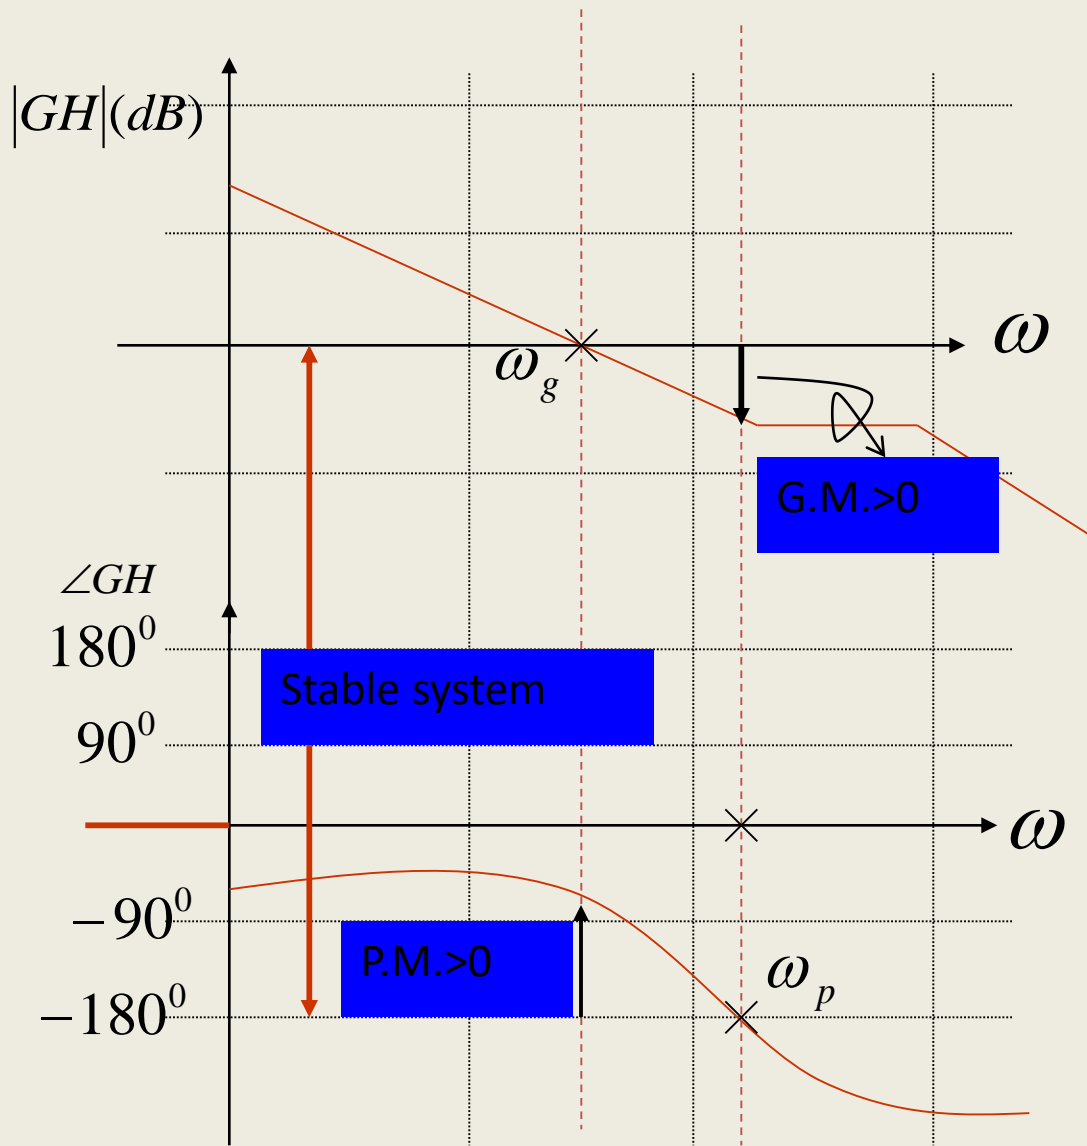 |GH|(dB)
ω
ω_g
G.M.>0
∠GH
180⁰
Stable system
90⁰
ω
−90⁰
P.M.>0
ω_p
−180⁰